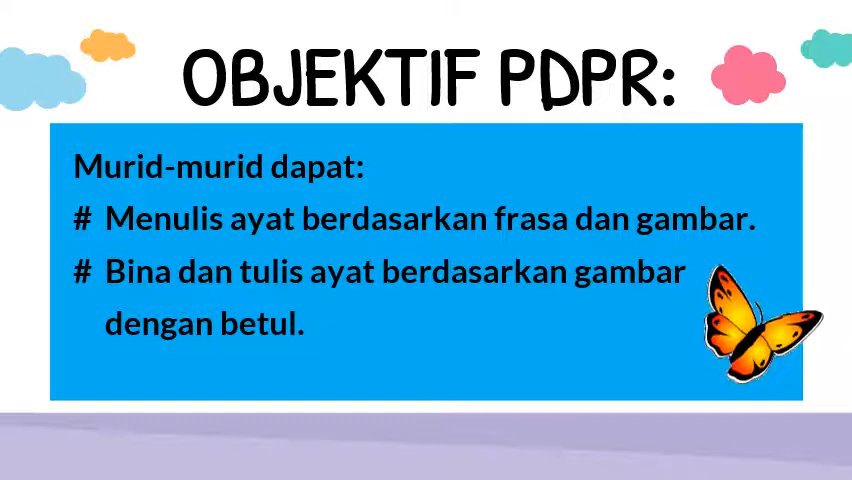 OBJEKTIF PDPR:
Murid-murid dapat:
# Menulis ayat berdasarkan frasa dan gambar.
# Bina dan tulis ayat berdasarkan gambar
dengan betul.